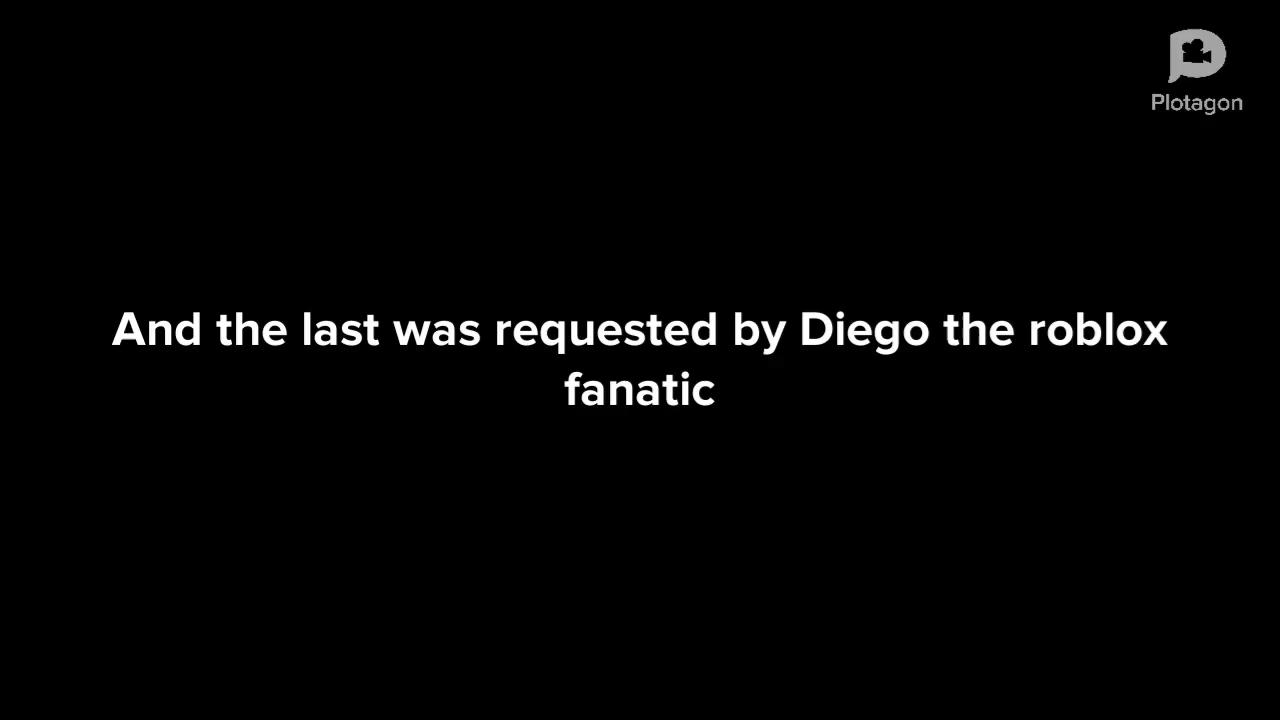 Plotagon
And the last was requested by Diego the roblox
fanatic